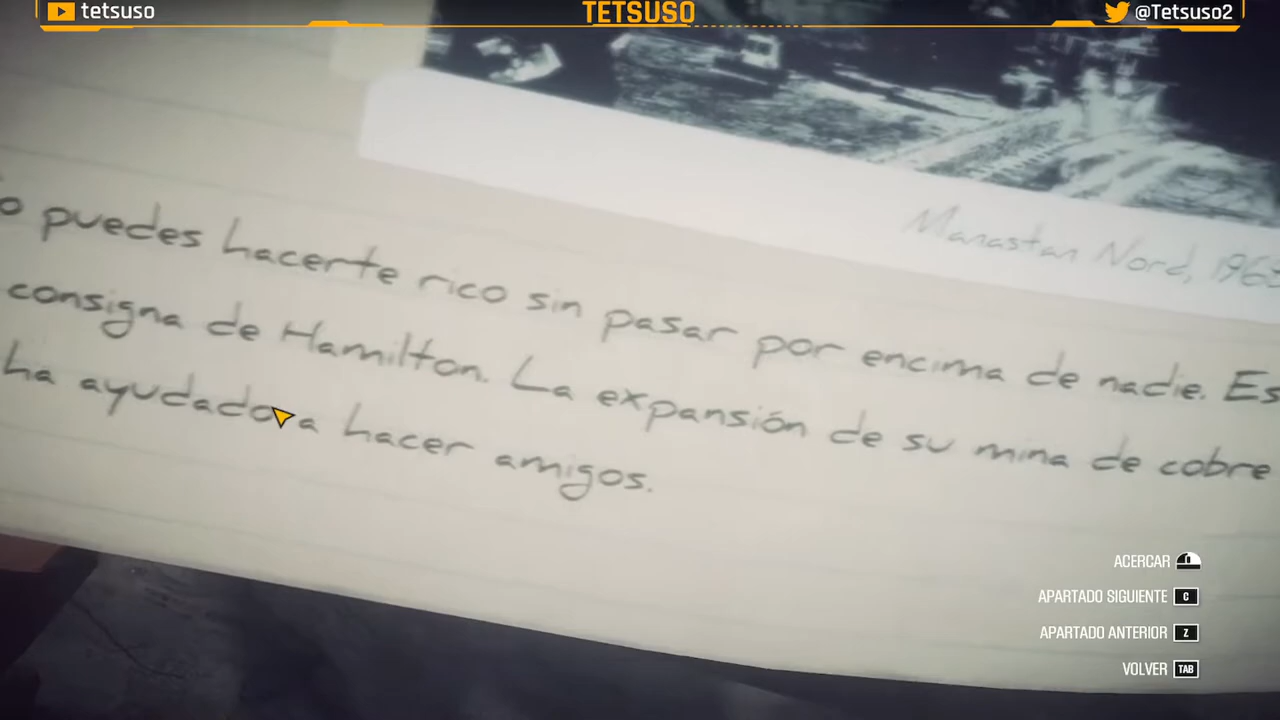 tetsuso
TETSUSO
@Tetsuso2
Manastan Nord, 196
o puedes hacerte rico sin pasar por encima de nadie. Es
consigna de Hamilton. La expansión de su mina de cobre
ha ayudado a hacer amigos.
ACERCAR
APARTADO SIGUIENTE C
APARTADO ANTERIOR Z
VOLVER TAB